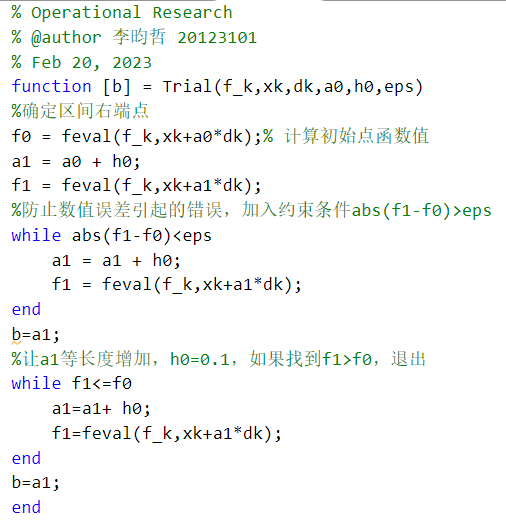 % Operational Research
% @author 李昀哲 20123101
% Feb 20, 2023
function [b] = Trial(f_k,xk,dk,a0,h0,eps)
%确定区间右端点
f0 = feval(f_k,xk+a0*dk);% 计算初始点函数值
a1 = a0 + h0;
f1 = feval(f_k,xk+a1*dk);
%防止数值误差引起的错误，加入约束条件abs(f1-f0)>eps
while abs(f1-f0)<eps
    a1 = a1 + h0;
    f1 = feval(f_k,xk+a1*dk);
end
b=a1;
%让a1等长度增加，h0=0.1，如果找到f1>f0，退出
while f1<=f0
    a1=a1+ h0;
    f1=feval(f_k,xk+a1*dk);
end
b=a1;
end